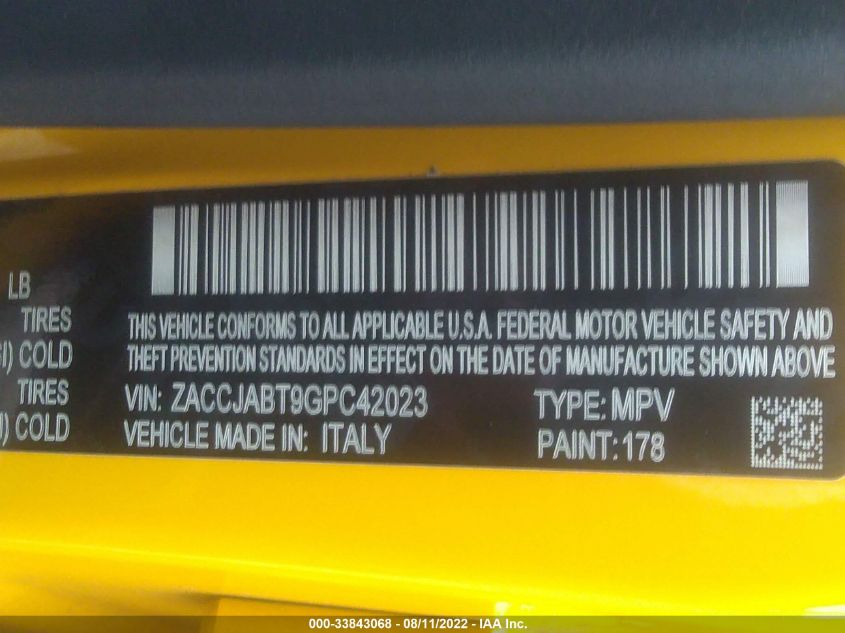 LB
TIRES
COLD
TIRES
COLD
THIS VEHICLE CONFORMS TO ALL APPLICABLE U.S.A. FEDERAL MOTOR VEHICLE SAFETY AND
THEFT PREVENTION STANDARDS IN EFFECT ON THE DATE OF MANUFACTURE SHOWN ABOVE
VIN: ZACCJABT9GPC42023 TYPE: MPV
VEHICLE MADE IN: ITALY PAINT: 178
000-33843068 - 08/11/2022 - IAA Inc.